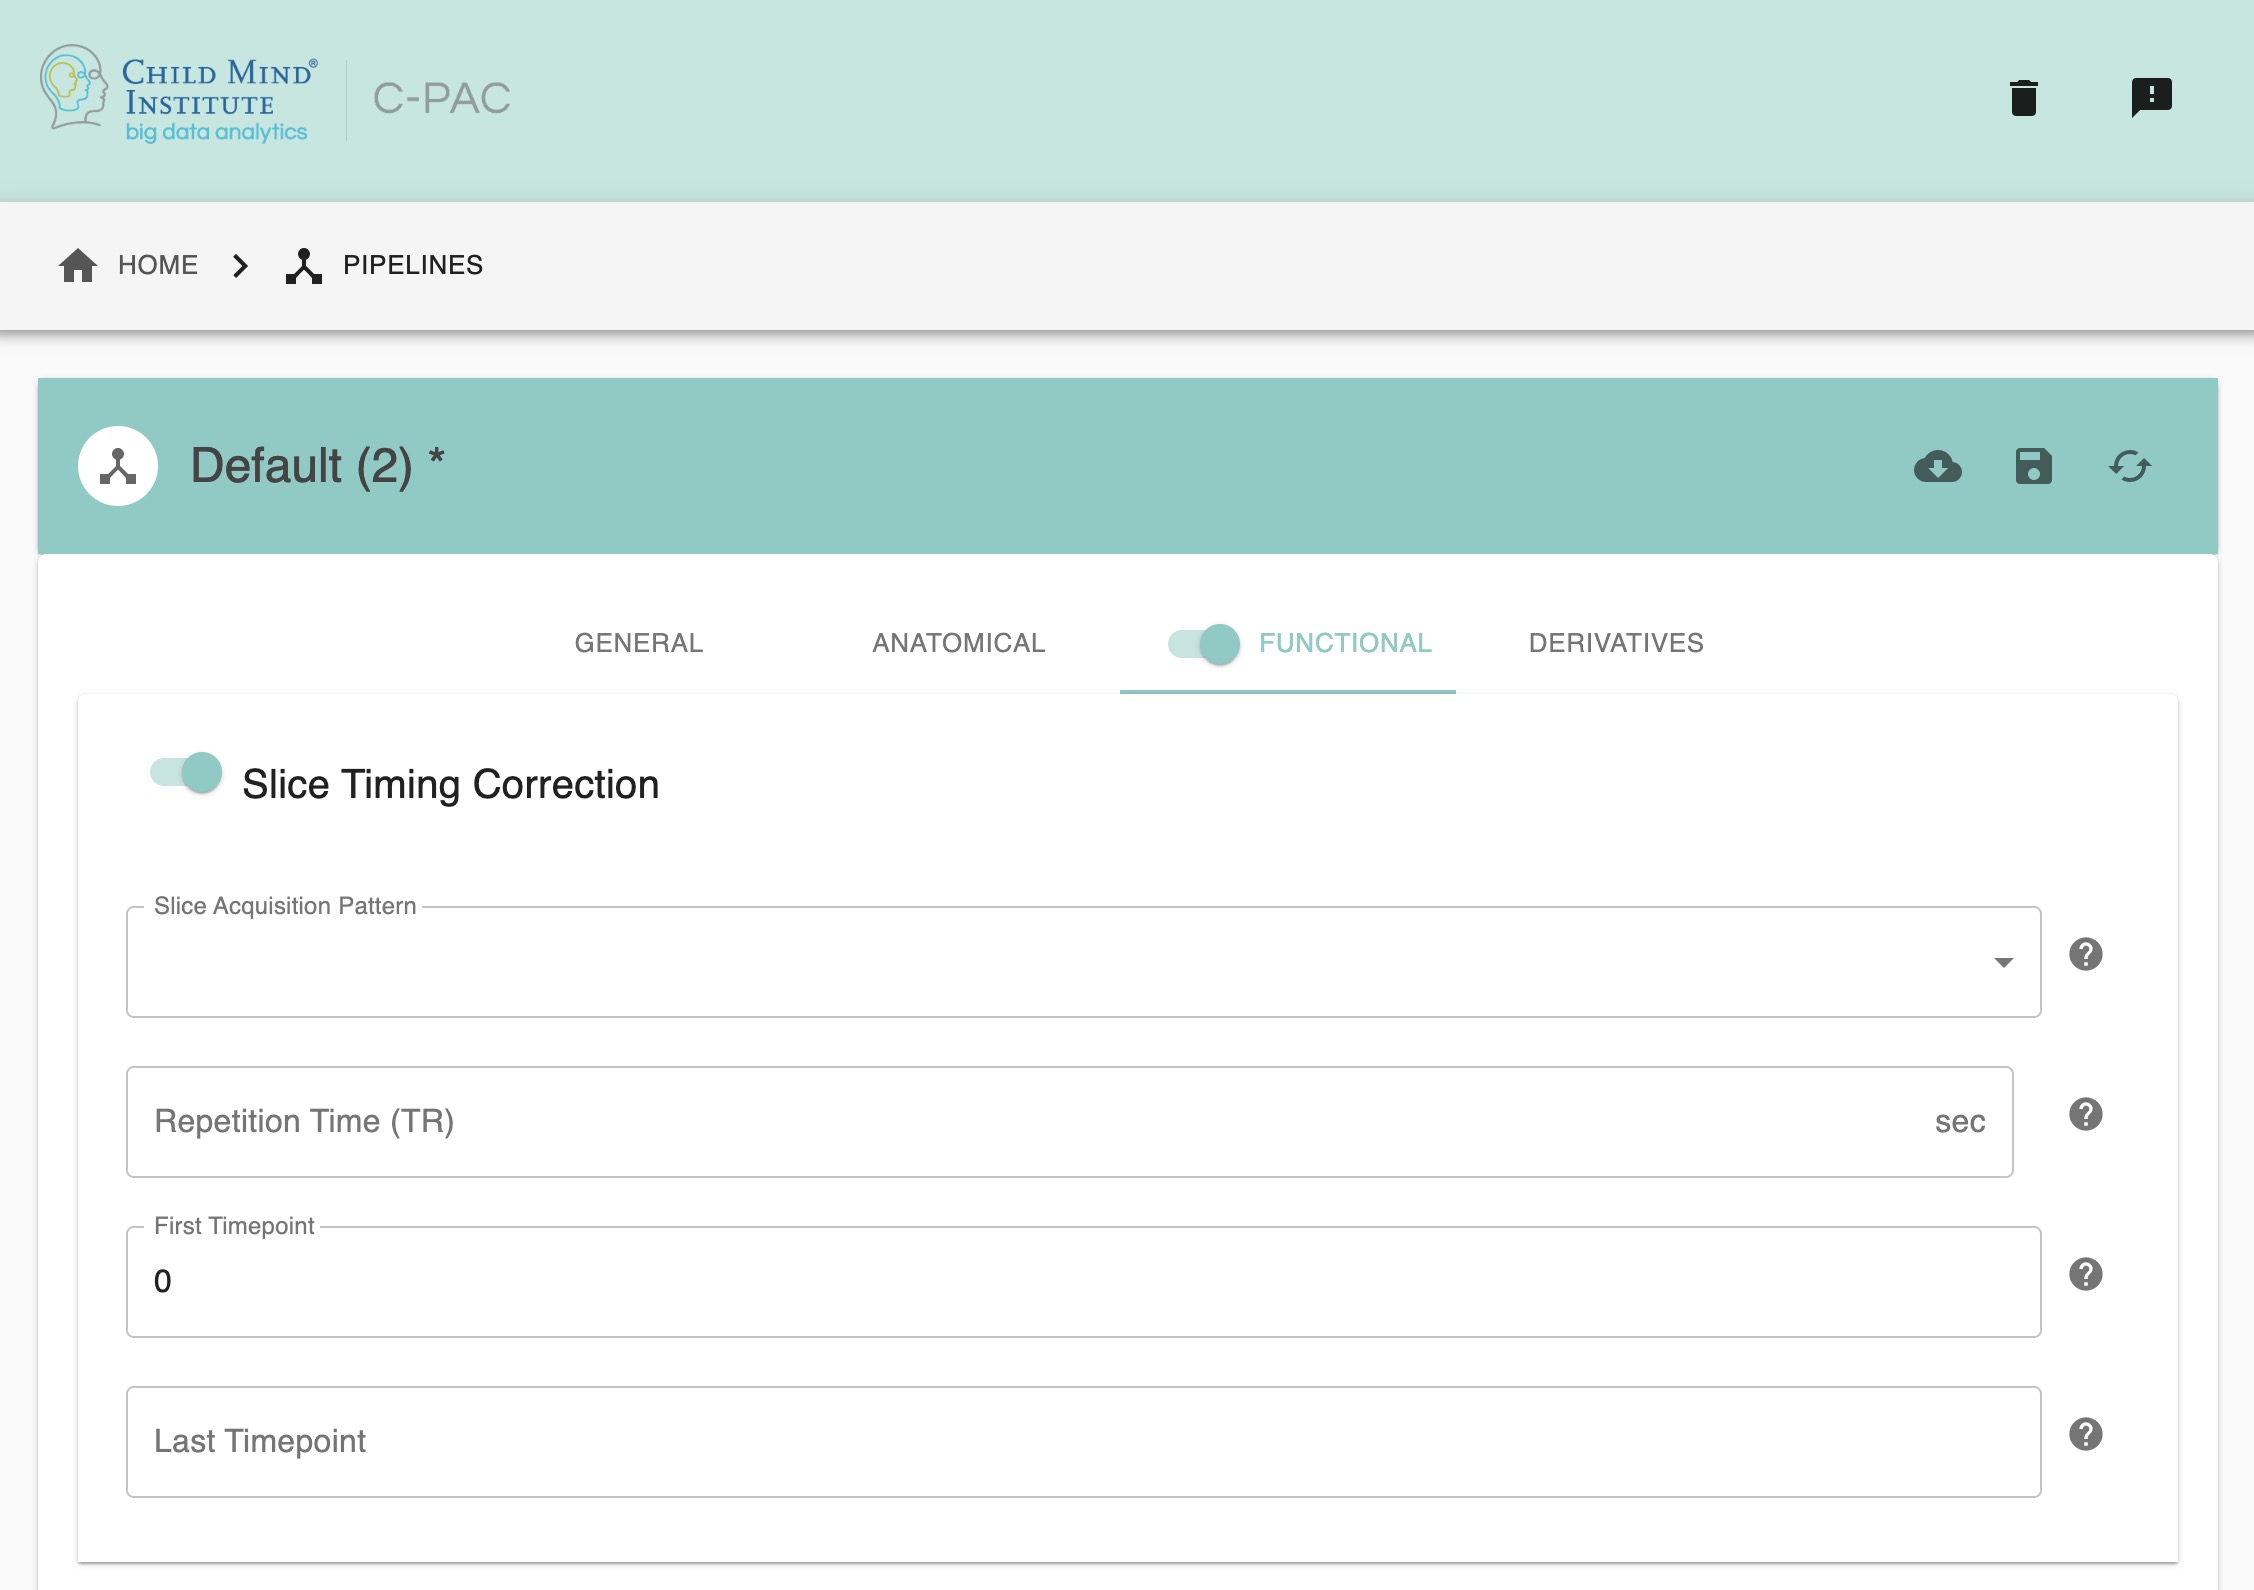 CHILD MIND®
INSTITUTE
big data analytics
C-PAC
HOME
PIPELINES
Default (2) *
GENERAL
ANATOMICAL
FUNCTIONAL
DERIVATIVES
Slice Timing Correction
Slice Acquisition Pattern
Repetition Time (TR)
sec
First Timepoint
0
Last Timepoint